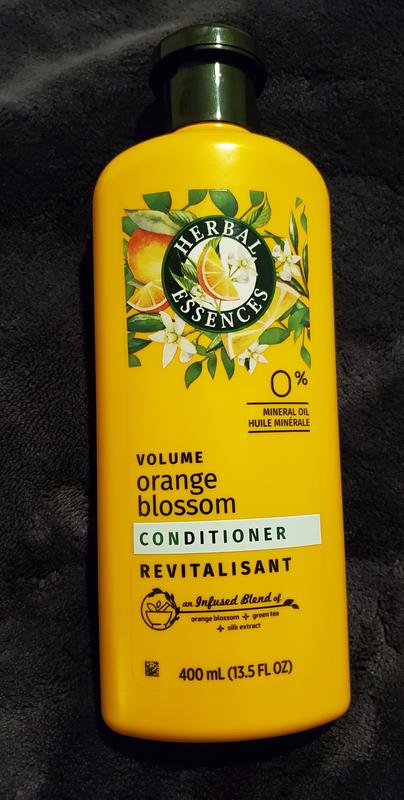 HERBAL
ESSENCES
0%
MINERAL OIL
HUILE MINÉRALE
VOLUME
orange
blossom
CONDITIONER
REVITALISANT
an Infused Blend of
orange blossom + green tea
+ silk extract
400 mL (13.5 FL OZ)